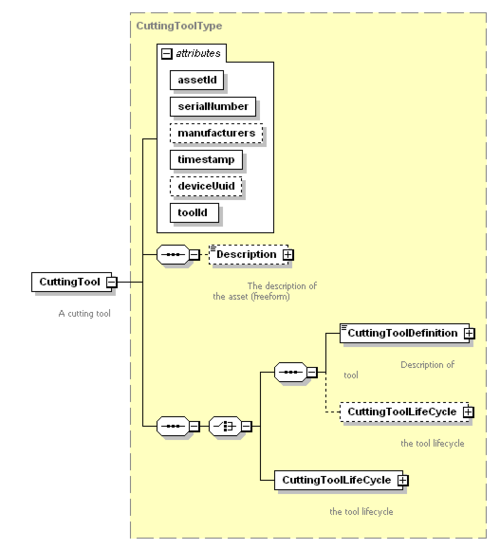 CuttingToolType
attributes
assetId
serialNumber
manufacturers
timestamp
deviceUuid
toolId
Description
The description of
the asset (freeform)
CuttingTool
A cutting tool
CuttingToolDefinition
Description of
tool
CuttingToolLifeCycle
the tool lifecycle
CuttingToolLifeCycle
the tool lifecycle